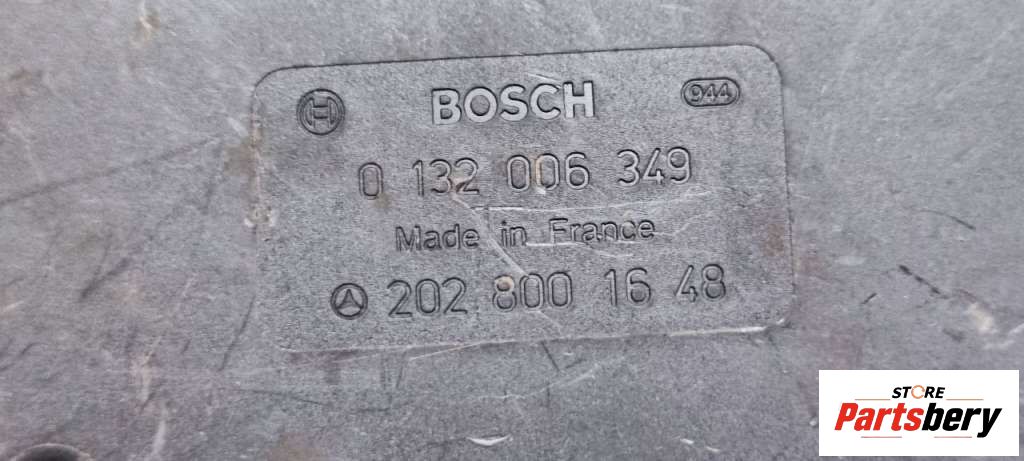 BOSCH 944
0 132 006 349
Made in France
202 800 16 48
STORE
Partsbery